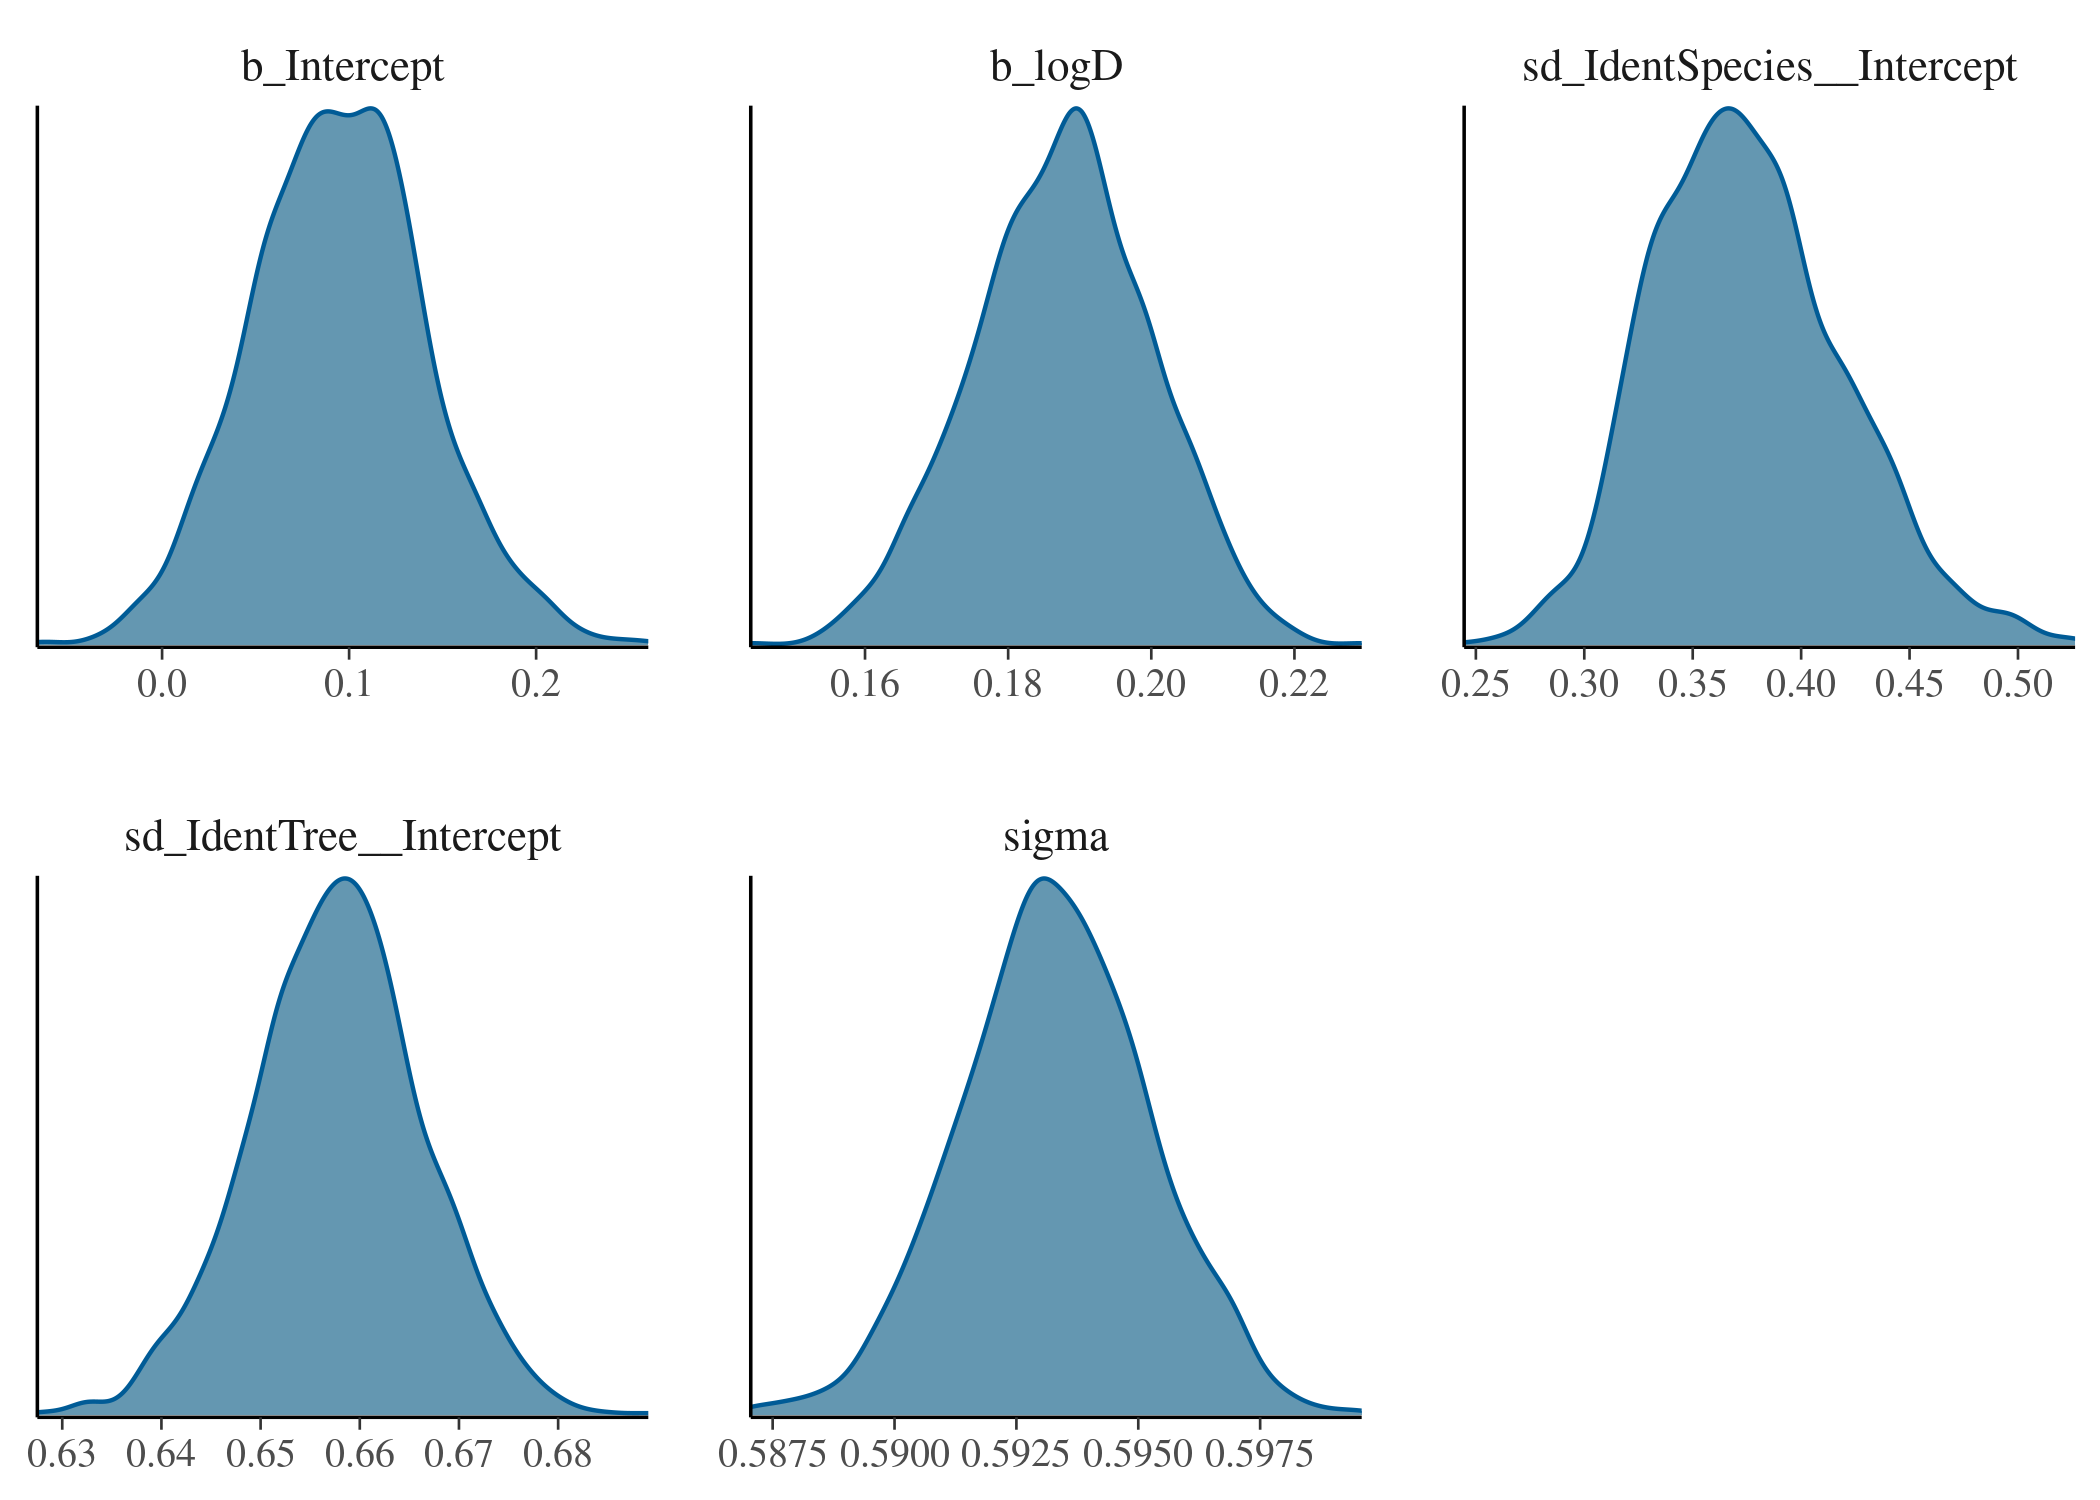 b_Intercept b_logD sd_IdentSpecies__Intercept
0.0 0.1 0.2 0.16 0.18 0.20 0.22 0.25 0.30 0.35 0.40 0.45 0.50
sd_IdentTree__Intercept sigma
0.63 0.64 0.65 0.66 0.67 0.68 0.5875 0.5900 0.5925 0.5950 0.5975